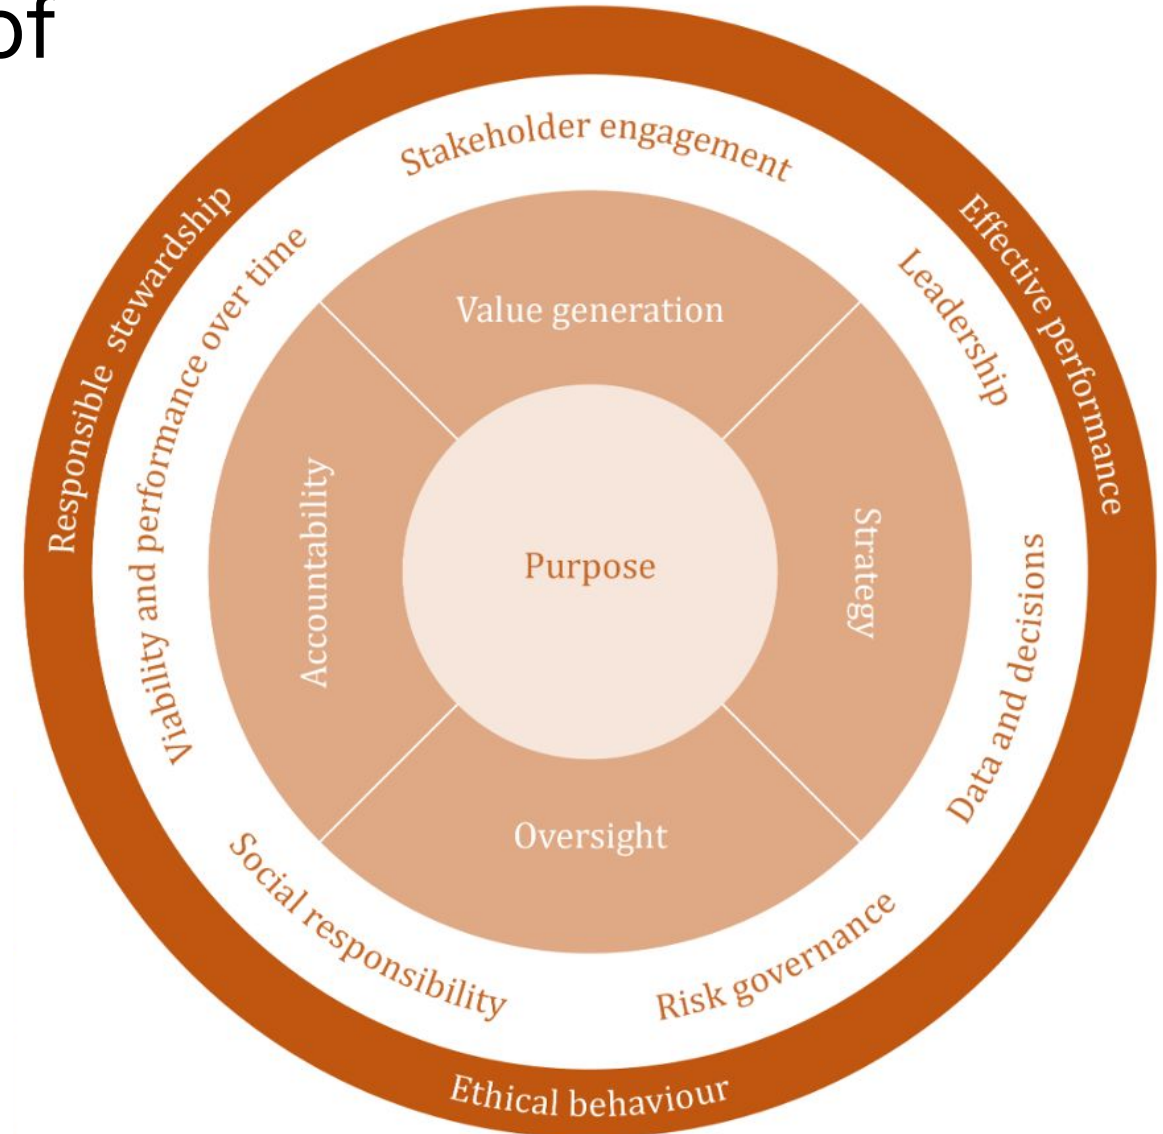 of
Stakeholder engagement
Responsible stewardship
Effective performance
Viability and performance over time
Leadership
Value generation
Accountability
Purpose
Strategy
Data and decisions
Oversight
Social responsibility
Risk governance
Ethical behaviour